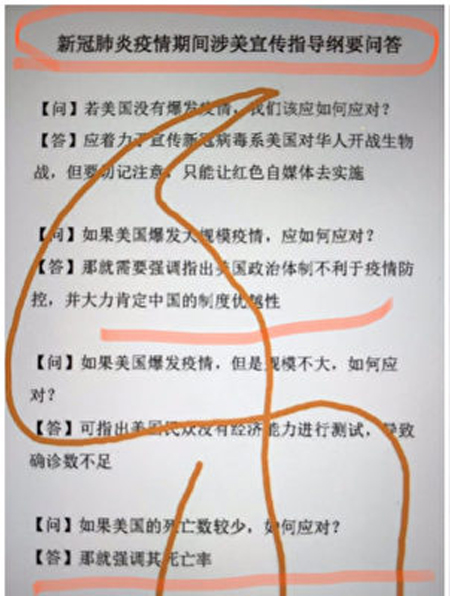 新冠肺炎疫情期间涉美宣传指导纲要问答
【问】若美国没有爆发疫情，我们该应如何应对？
【答】应着力于宣传新冠病毒系美国对华人开战生物
战，但要切记注意，只能让红色自媒体去实施
【问】如果美国爆发大规模疫情，应如何应对？
【答】那就需要强调指出美国政治体制不利于疫情防
控，并大力肯定中国的制度优越性
【问】如果美国爆发疫情，但是规模不大，如何应
对？
【答】可指出美国民众没有经济能力进行测试，导致
确诊数不足
【问】如果美国的死亡数较少，如何应对？
【答】那就强调其死亡率